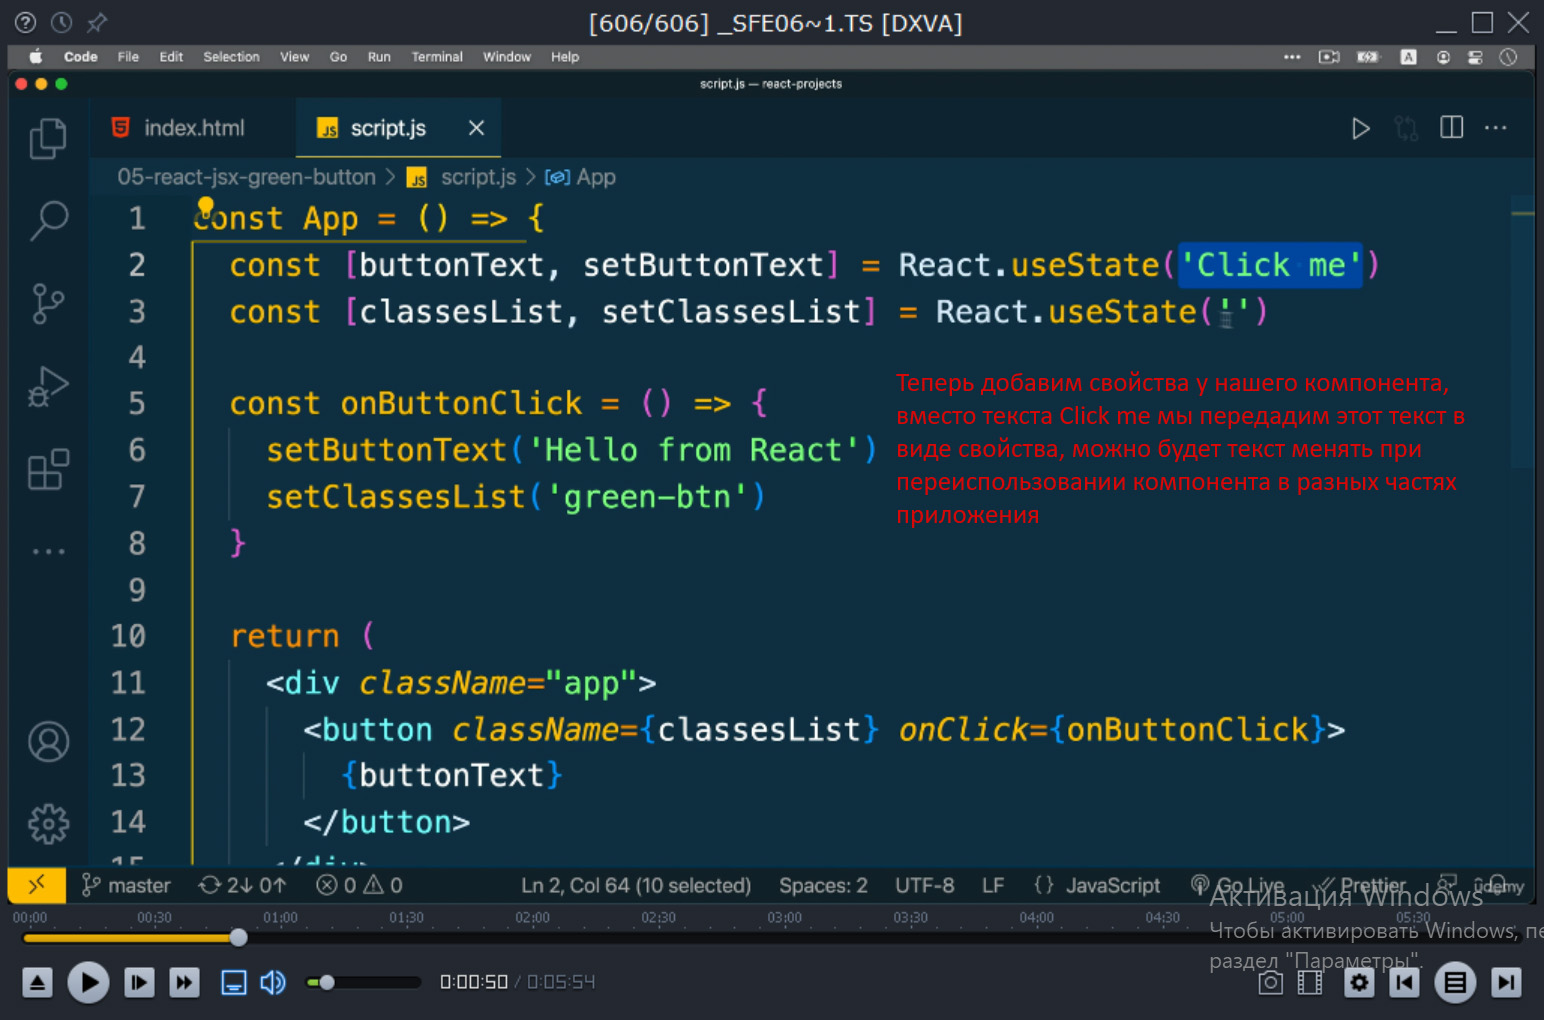 [606/606] _SFE06~1.TS [DXVA]
Code File Edit Selection View Go Run Terminal Window Help
script.js — react-projects
index.html script.js
05-react-jsx-green-button > script.js > App
1 const App = () => {
2 const [buttonText, setButtonText] = React.useState('Click me')
3 const [classesList, setClassesList] = React.useState('')
4
5 const onButtonClick = () => {
6 setButtonText('Hello from React')
7 setClassesList('green-btn')
8 }
9
10 return (
11 <div className="app">
12 <button className={classesList} onClick={onButtonClick}>
13 {buttonText}
14 </button>
15 </div>
Теперь добавим свойства у нашего компонента,
вместо текста Click me мы передадим этот текст в
виде свойства, можно будет текст менять при
переиспользовании компонента в разных частях
приложения
master 2↓ 0↑ 0 0 Ln 2, Col 64 (10 selected) Spaces: 2 UTF-8 LF {} JavaScript Go Live Prettier ûdemy
Активация Windows
Чтобы активировать Windows, пе
раздел "Параметры".
00:00 00:30 01:00 01:30 02:00 02:30 03:00 03:30 04:00 04:30 05:00 05:30
0:00:50 / 0:05:54